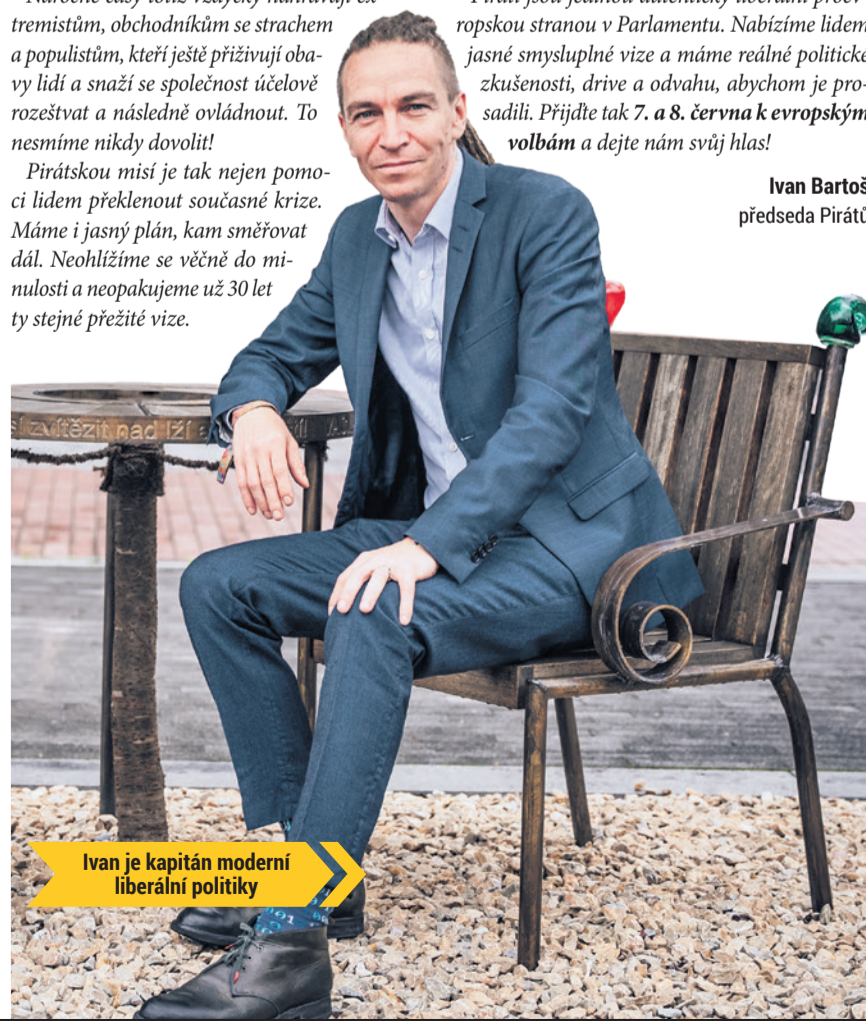 tremistům, obchodníkům se strachem
a populistům, kteří ještě přiživují oba-
vy lidí a snaží se společnost účelově
rozeštvat a následně ovládnout. To
nesmíme nikdy dovolit!
Pirátskou misí je tak nejen pomo-
ci lidem překlenout současné krize.
Máme i jasný plán, kam směřovat
dál. Neohlížíme se věčně do mi-
nulosti a neopakujeme už 30 let
ty stejné přežité vize.
ropskou stranou v Parlamentu. Nabízíme lidem
jasné smysluplné vize a máme reálné politické
zkušenosti, drive a odvahu, abychom je pro-
sadili. Přijďte tak 7. a 8. června k evropským
volbám a dejte nám svůj hlas!
Ivan Bartoš
předseda Pirátů
zvítězit nad lží a
Ivan je kapitán moderní
liberální politiky